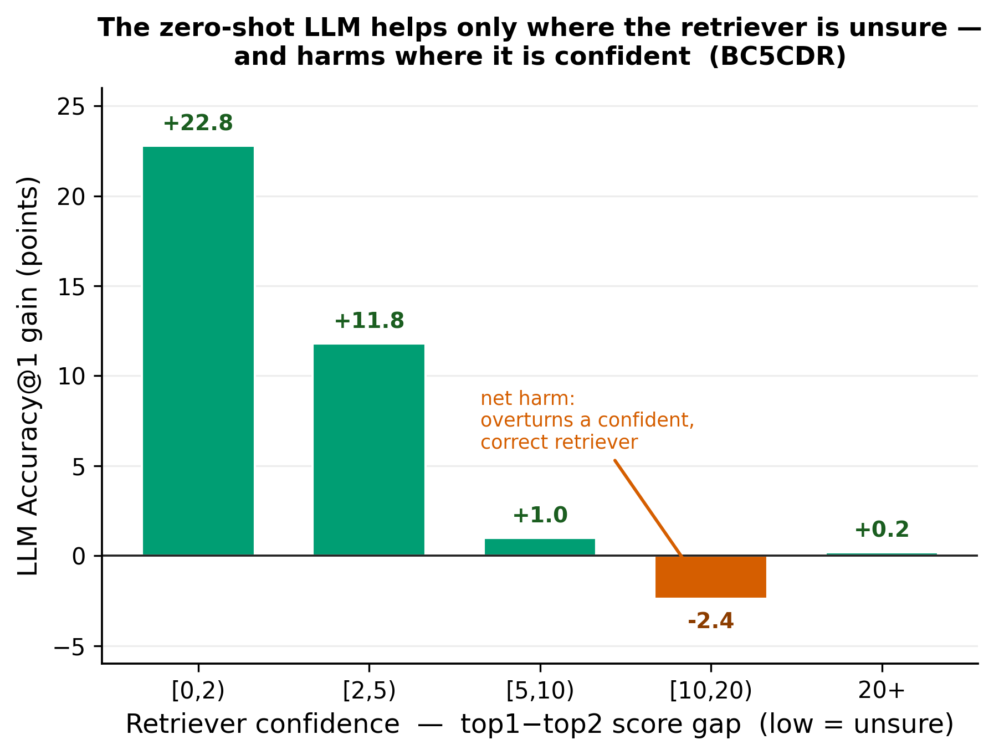 The zero-shot LLM helps only where the retriever is unsure —
and harms where it is confident  (BC5CDR)
LLM Accuracy@1 gain (points)
25
20
15
10
5
0
−5
+22.8
+11.8
net harm:
overturns a confident,
correct retriever
+1.0
+0.2
-2.4
[0,2)
[2,5)
[5,10)
[10,20)
20+
Retriever confidence  —  top1−top2 score gap  (low = unsure)